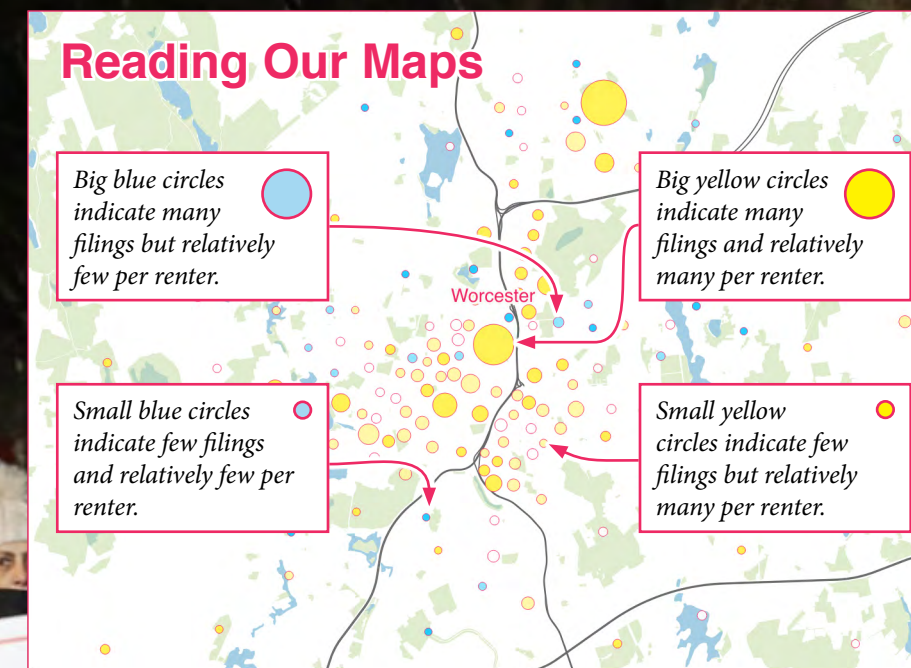 Reading Our Maps
Big blue circles
indicate many
filings but relatively
few per renter.
Big yellow circles
indicate many
filings and relatively
many per renter.
Worcester
Small blue circles
indicate few filings
and relatively few per
renter.
Small yellow
circles indicate few
filings but relatively
many per renter.